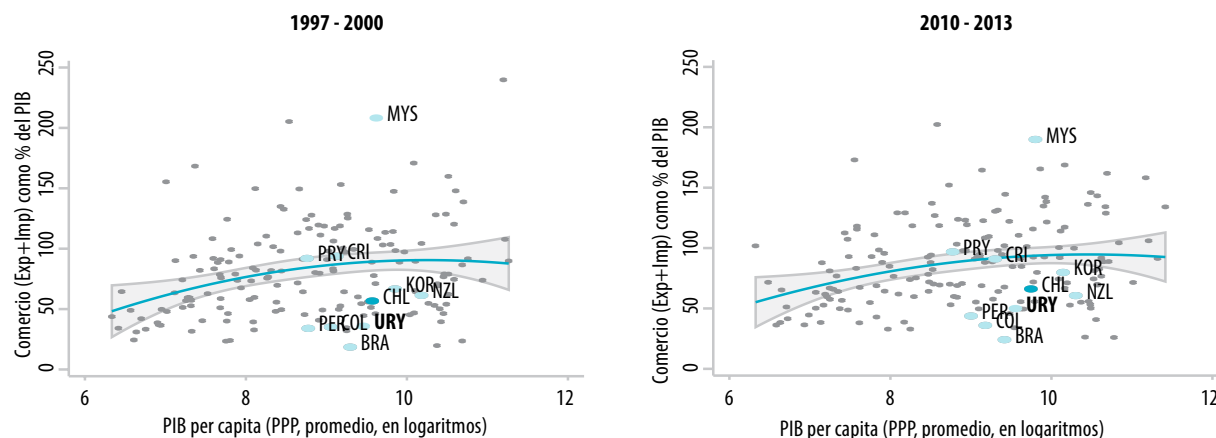 1997 - 2000
Comercio (Exp+Imp) como % del PIB
250
200
150
100
50
0
MYS
PRY
CRI
KOR
NZL
CHL
PER
COL
URY
BRA
6
8
10
12
PIB per capita (PPP, promedio, en logaritmos)
2010 - 2013
Comercio (Exp+Imp) como % del PIB
250
200
150
100
50
0
MYS
PRY
CRI
KOR
CHL
NZL
URY
PER
COL
BRA
6
8
10
12
PIB per capita (PPP, promedio, en logaritmos)